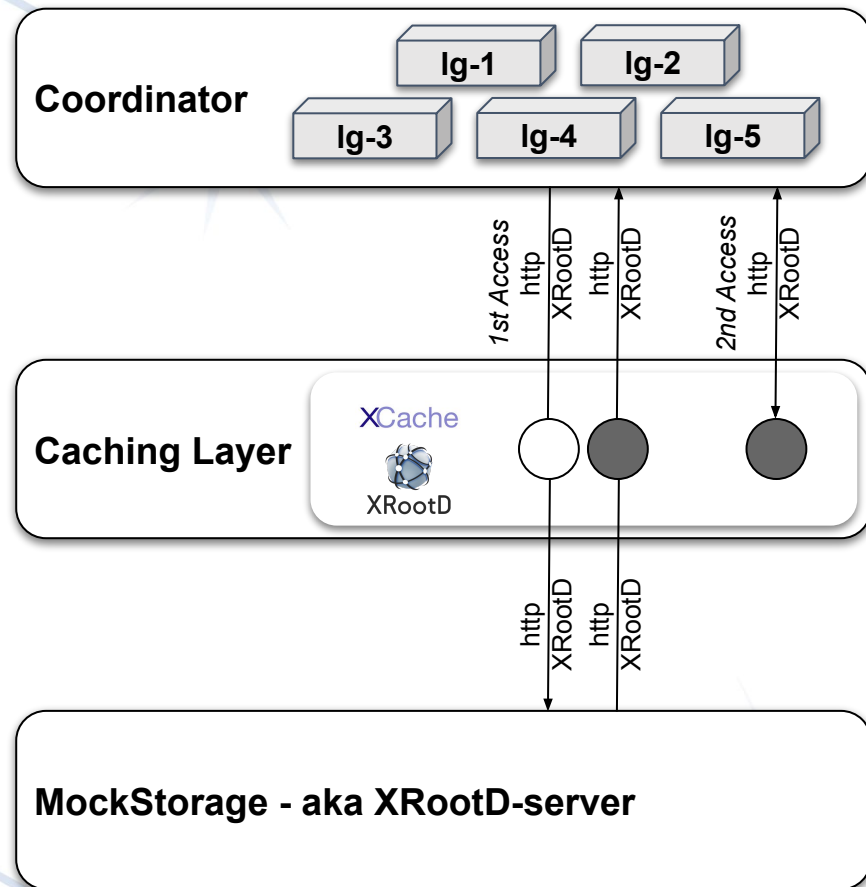 Coordinator
lg-1
lg-2
lg-3
lg-4
lg-5
1st Access
http
XRootD
http
XRootD
2nd Access
http
XRootD
Caching Layer
XCache
XRootD
http
XRootD
http
XRootD
MockStorage - aka XRootD-server